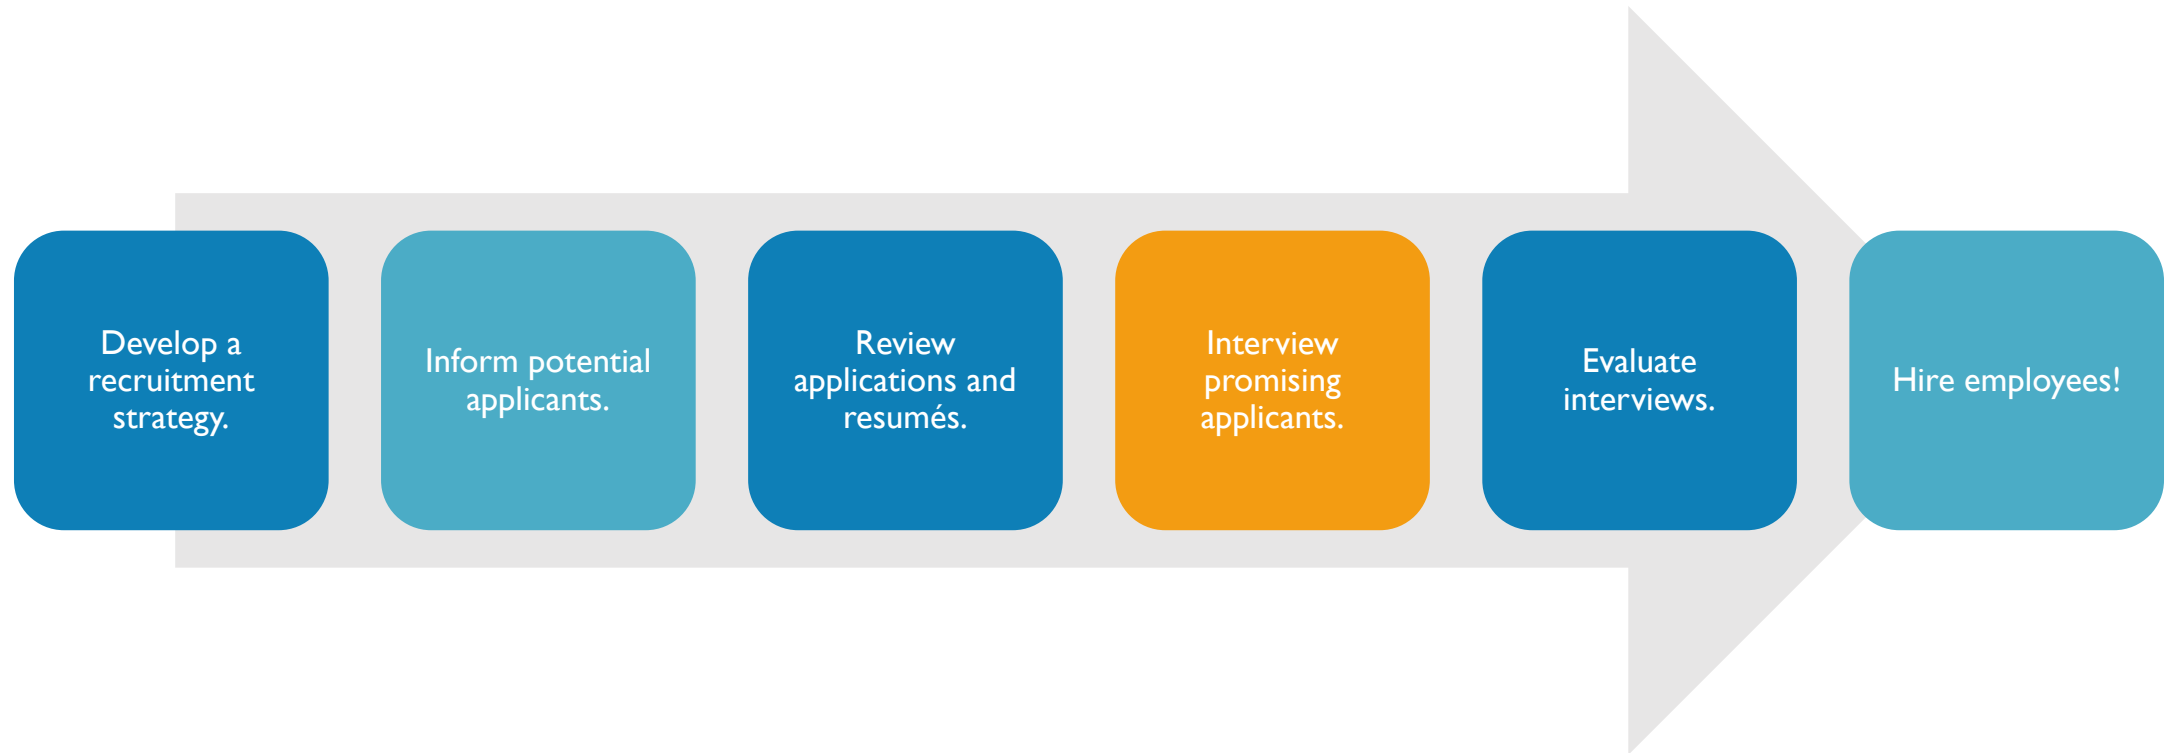 Develop a
recruitment
strategy.
Inform potential
applicants.
Review
applications and
resumés.
Interview
promising
applicants.
Evaluate
interviews.
Hire employees!